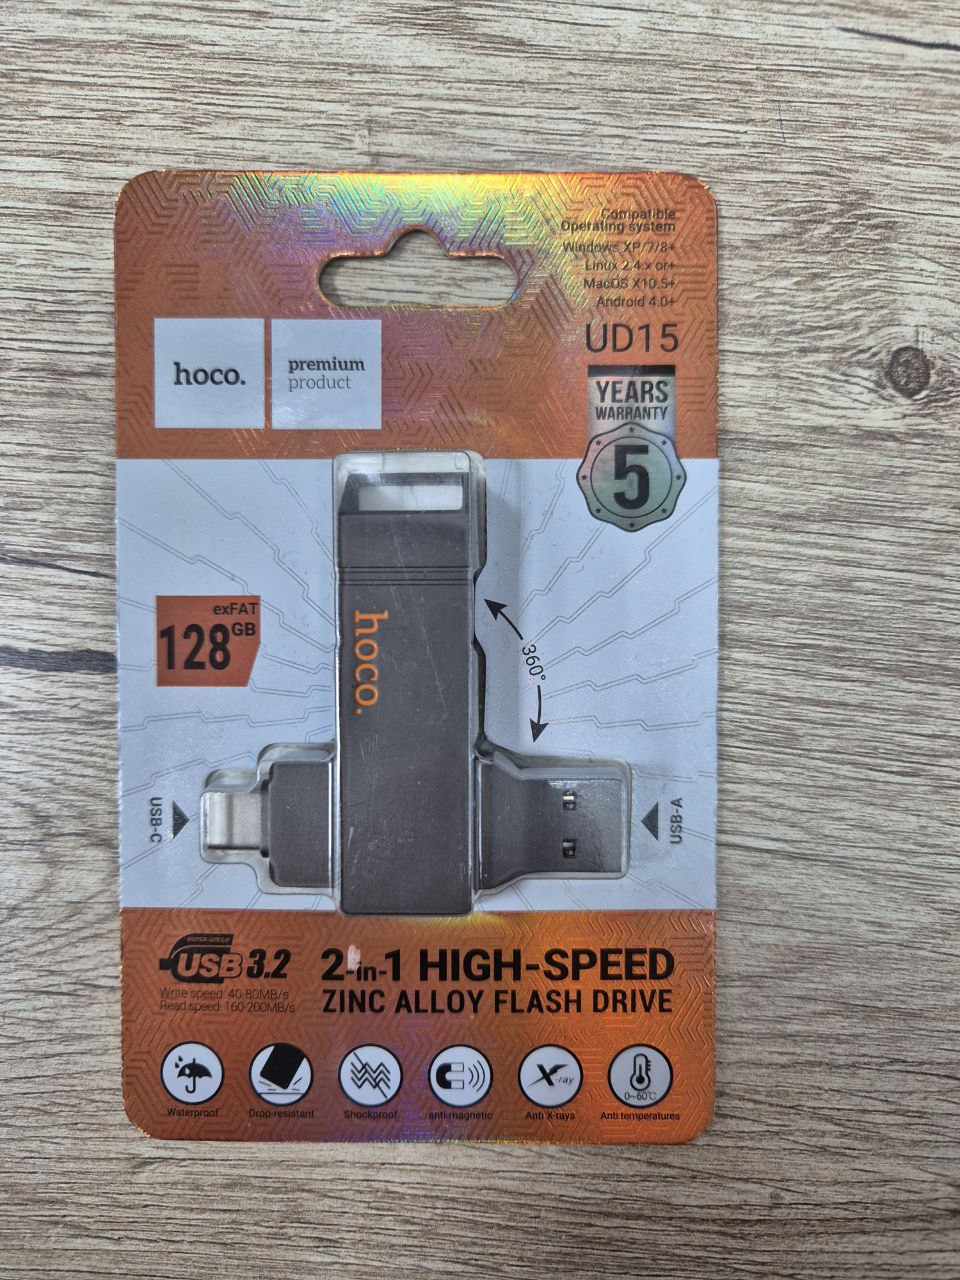 Compatible
Operating system
Windows XP/7/8+
Linux 2.4.x or+
MacOS X10.5+
Android 4.0+
UD15
hoco.
premium
product
YEARS
WARRANTY
5
hoco.
360°
exFAT
128GB
USB-C
USB-A
SUPER-SPEED
USB 3.2
Write speed: 40-80MB/s
Read speed: 160-200MB/s
2-in-1 HIGH-SPEED
ZINC ALLOY FLASH DRIVE
X-ray
0~60°C
Waterproof
Drop-resistant
Shockproof
anti-magnetic
Anti X-rays
Anti temperatures